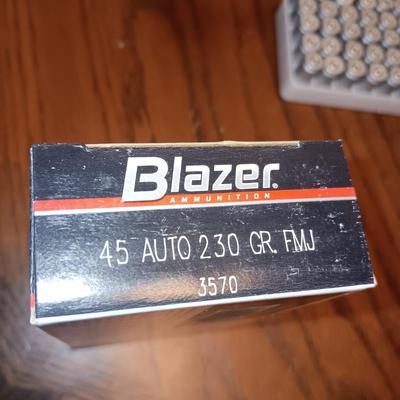 Blazer®
AMMUNITION
45 AUTO 230 GR. FMJ
3570